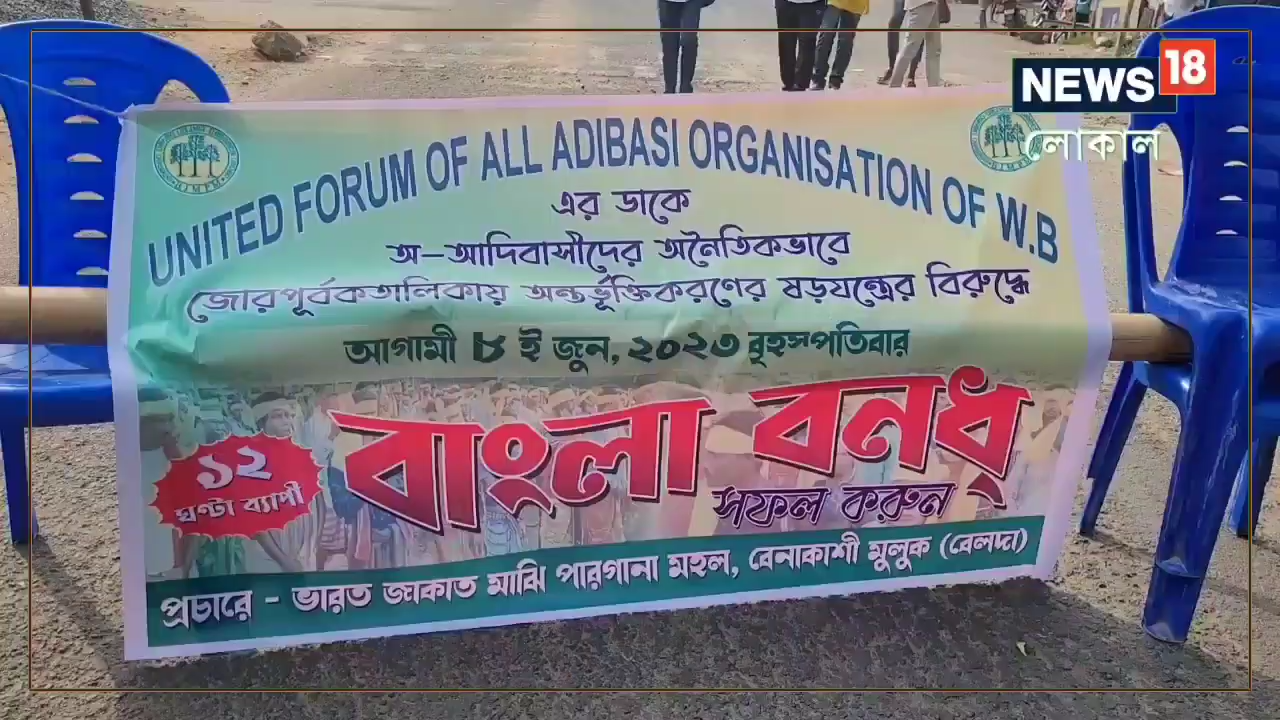 NEWS 18
লোকাল
UNITED FORUM OF ALL ADIBASI ORGANISATION OF W.B
এর ডাকে
অ-আদিবাসীদের অনৈতিকভাবে
জোরপূর্বকতালিকায় অন্তর্ভূক্তিকরণের ষড়যন্ত্রের বিরুদ্ধে
আগামী ৮ ই জুন, ২০২৩ বৃহস্পতিবার
১২
ঘণ্টা ব্যাপী
বাংলা বনধ্
সফল করুন
প্রচারে - ভারত জাকাত মাঝি পারগানা মহল, বেনাকাশী মুলুক (বেলদা)